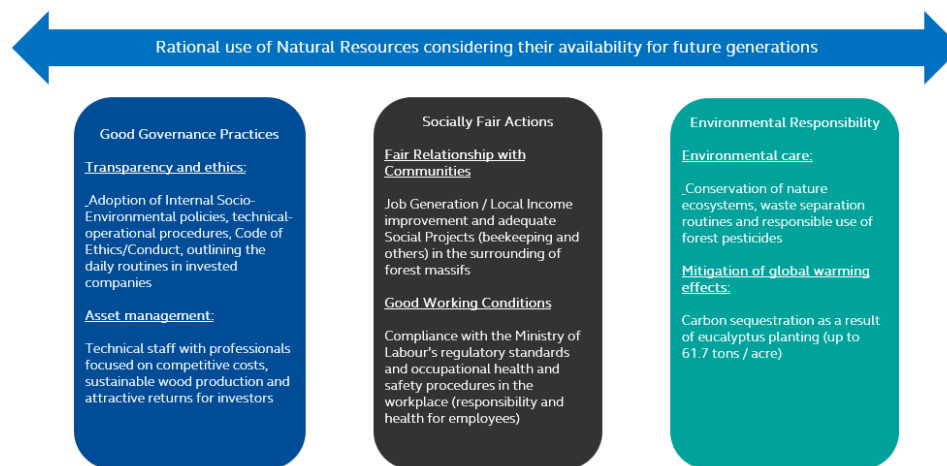 Rational use of Natural Resources considering their availability for future generations
Good Governance Practices
Transparency and ethics:
Adoption of Internal Socio-
Environmental policies, technical-
operational procedures, Code of
Ethics/Conduct, outlining the
daily routines in invested
companies
Asset management:
Technical staff with professionals
focused on competitive costs,
sustainable wood production and
attractive returns for investors
Socially Fair Actions
Fair Relationship with
Communities
Job Generation / Local Income
improvement and adequate
Social Projects (beekeeping and
others) in the surrounding of
forest massifs
Good Working Conditions
Compliance with the Ministry of
Labour's regulatory standards
and occupational health and
safety procedures in the
workplace (responsibility and
health for employees)
Environmental Responsibility
Environmental care:
Conservation of nature
ecosystems, waste separation
routines and responsible use of
forest pesticides
Mitigation of global warming
effects:
Carbon sequestration as a result
of eucalyptus planting (up to
61.7 tons / acre)